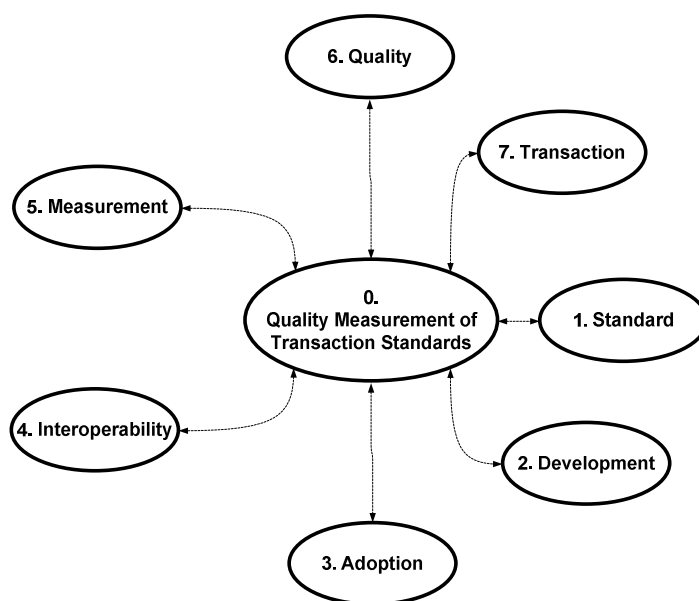 6. Quality
7. Transaction
5. Measurement
0.
Quality Measurement of
Transaction Standards
1. Standard
4. Interoperability
2. Development
3. Adoption